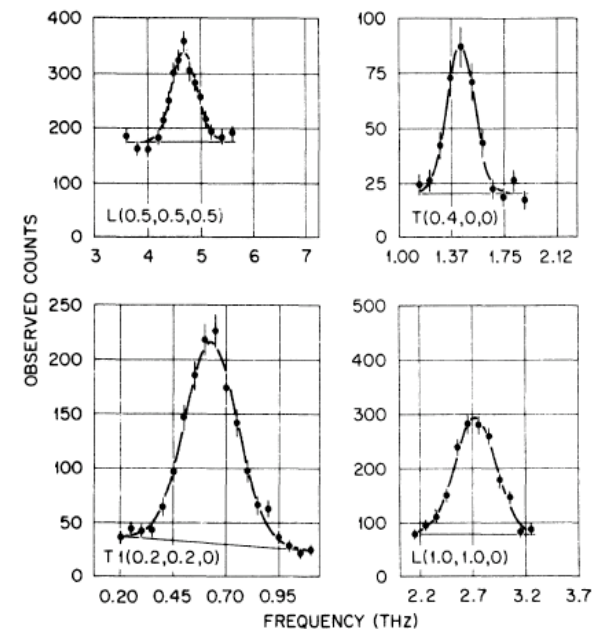 400
300
200
100
0
L(0.5,0.5,0.5)
3 4 5 6 7
100
75
50
25
0
T(0.4,0,0)
1.00 1.37 1.75 2.12
OBSERVED COUNTS
250
200
150
100
50
0
T1(0.2,0.2,0)
0.20 0.45 0.70 0.95
500
400
300
200
100
0
L(1.0,1.0,0)
2.2 2.7 3.2 3.7
FREQUENCY (THZ)